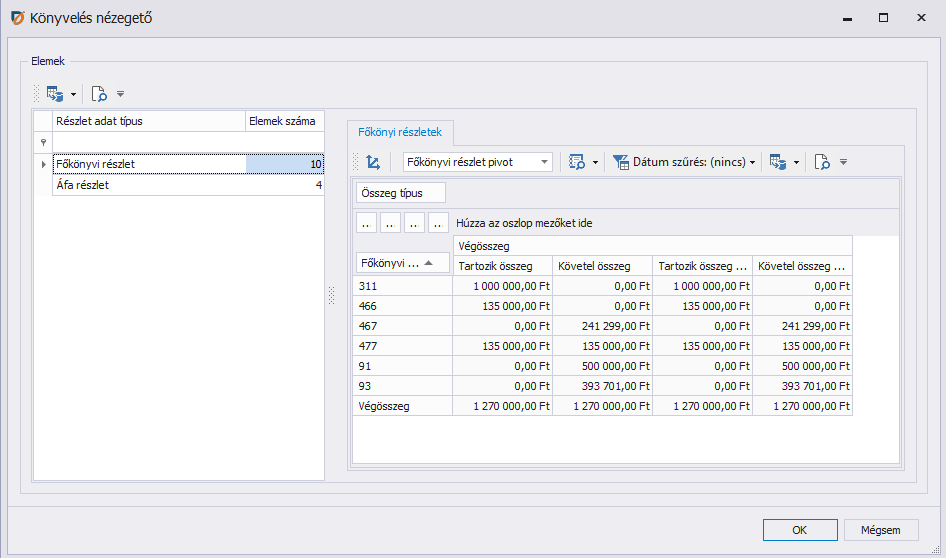 Könyvelés nézegető
Elemek
Részlet adat típus Elemek száma
Főkönyvi részlet 10
Áfa részlet 4
Főkönyi részletek
Főkönyvi részlet pivot Dátum szűrés: (nincs)
Összeg típus
... ... ... ... Húzza az oszlop mezőket ide
Végösszeg
Főkönyvi ... Tartozik összeg Követel összeg Tartozik összeg ... Követel összeg ...
311 1 000 000,00 Ft 0,00 Ft 1 000 000,00 Ft 0,00 Ft
466 135 000,00 Ft 0,00 Ft 135 000,00 Ft 0,00 Ft
467 0,00 Ft 241 299,00 Ft 0,00 Ft 241 299,00 Ft
477 135 000,00 Ft 135 000,00 Ft 135 000,00 Ft 135 000,00 Ft
91 0,00 Ft 500 000,00 Ft 0,00 Ft 500 000,00 Ft
93 0,00 Ft 393 701,00 Ft 0,00 Ft 393 701,00 Ft
Végösszeg 1 270 000,00 Ft 1 270 000,00 Ft 1 270 000,00 Ft 1 270 000,00 Ft
OK Mégsem